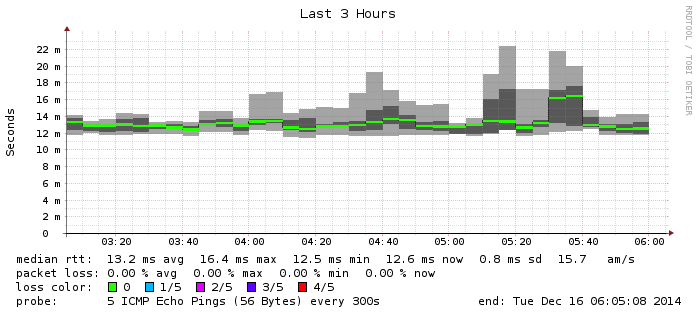 Last 3 Hours
RRDTOOL / TOBI OETIKER
Seconds
22 m
20 m
18 m
16 m
14 m
12 m
10 m
8 m
6 m
4 m
2 m
0
03:20 03:40 04:00 04:20 04:40 05:00 05:20 05:40 06:00
median rtt: 13.2 ms avg 16.4 ms max 12.5 ms min 12.6 ms now 0.8 ms sd 15.7 am/s
packet loss: 0.00 % avg 0.00 % max 0.00 % min 0.00 % now
loss color: 0 1/5 2/5 3/5 4/5
probe: 5 ICMP Echo Pings (56 Bytes) every 300s end: Tue Dec 16 06:05:08 2014